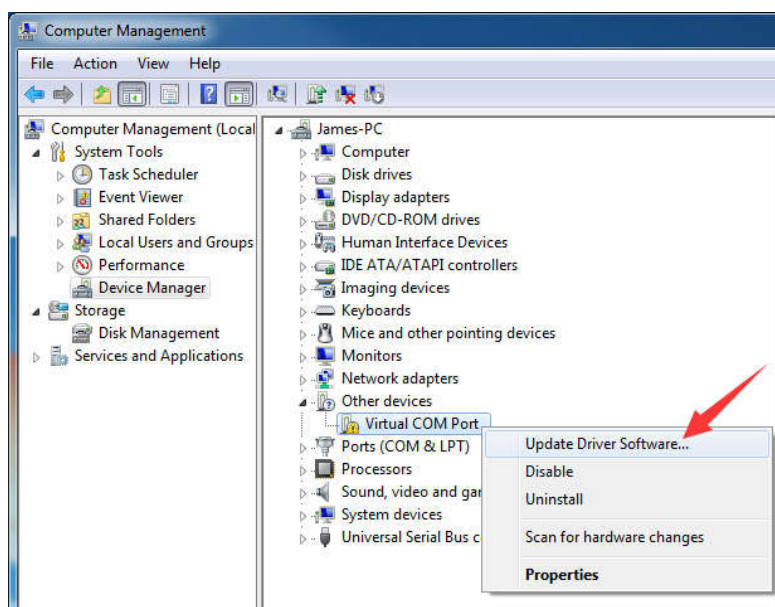 Computer Management
File Action View Help
Computer Management (Local
System Tools
Task Scheduler
Event Viewer
Shared Folders
Local Users and Groups
Performance
Device Manager
Storage
Disk Management
Services and Applications
James-PC
Computer
Disk drives
Display adapters
DVD/CD-ROM drives
Human Interface Devices
IDE ATA/ATAPI controllers
Imaging devices
Keyboards
Mice and other pointing devices
Monitors
Network adapters
Other devices
Virtual COM Port
Ports (COM & LPT)
Processors
Sound, video and gar
System devices
Universal Serial Bus c
Update Driver Software...
Disable
Uninstall
Scan for hardware changes
Properties